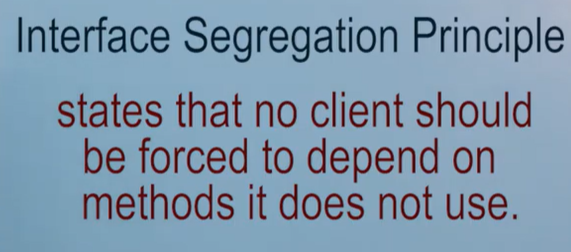 Interface Segregation Principle
states that no client should
be forced to depend on
methods it does not use.